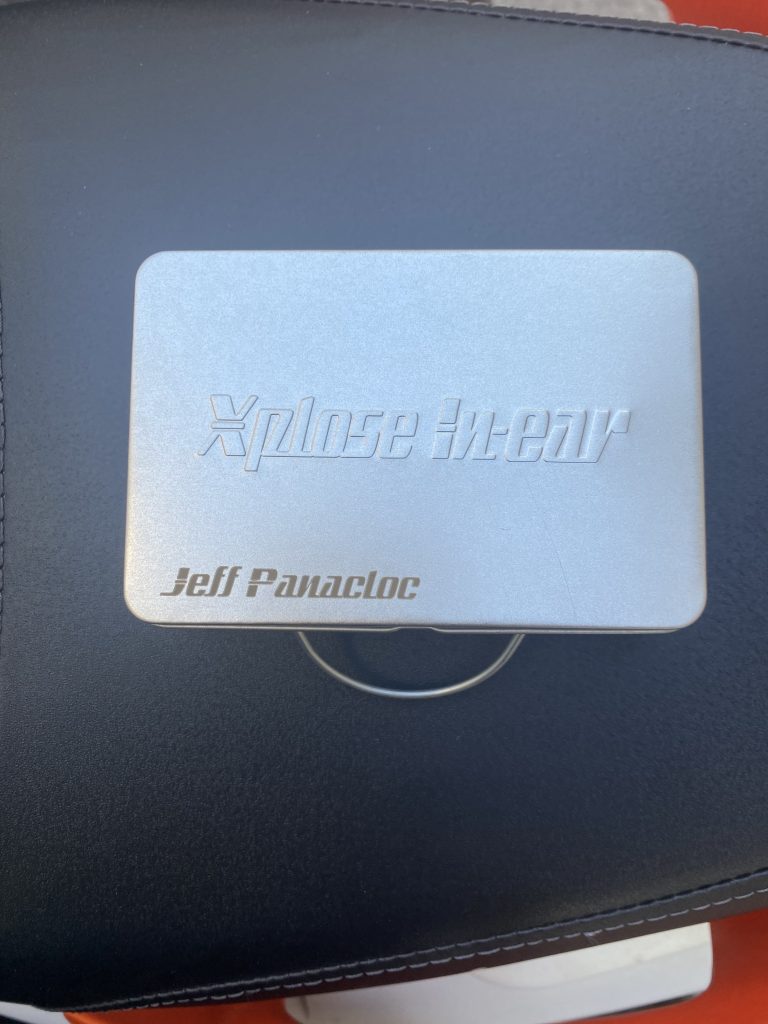 Xplose in-ear
Jeff Panacloc